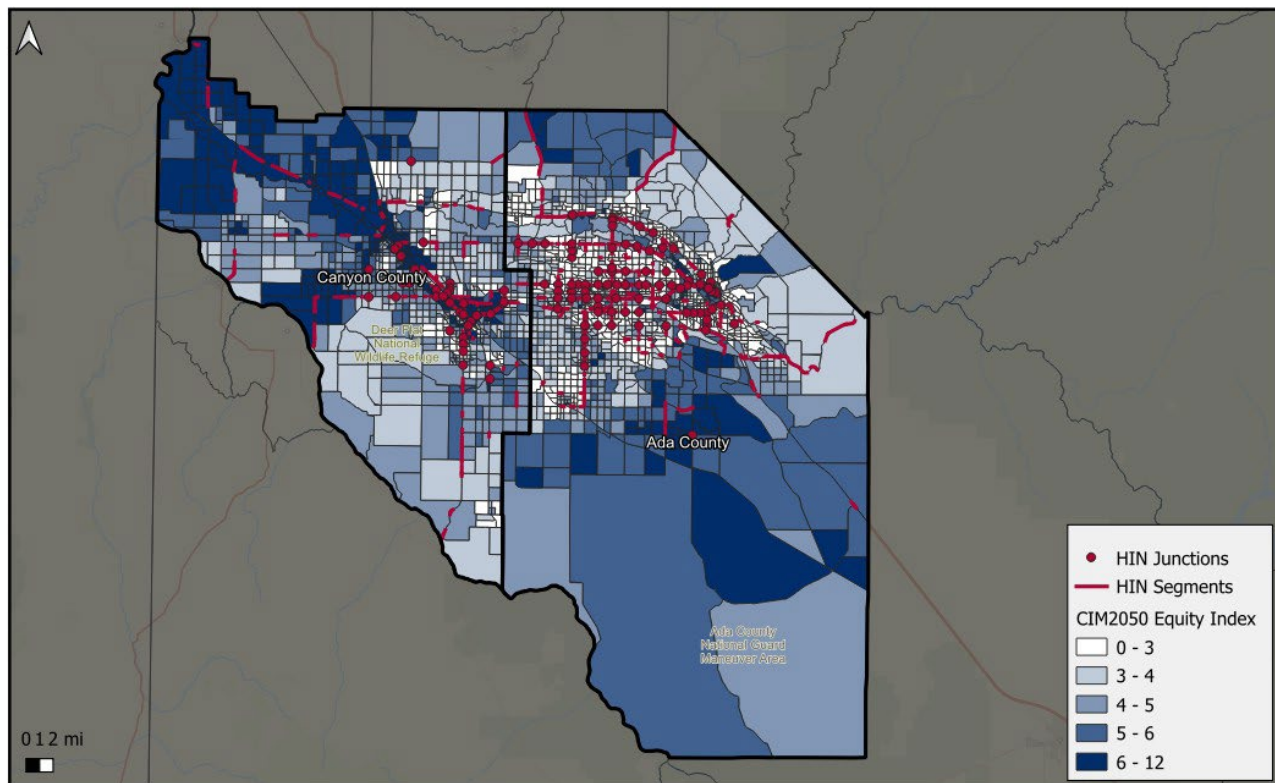 Canyon County
Deer Flat
National
Wildlife Refuge
Ada County
Ada County
National Guard
Maneuver Area
HIN Junctions
HIN Segments
CIM2050 Equity Index
0 - 3
3 - 4
4 - 5
5 - 6
6 - 12
0 1 2 mi